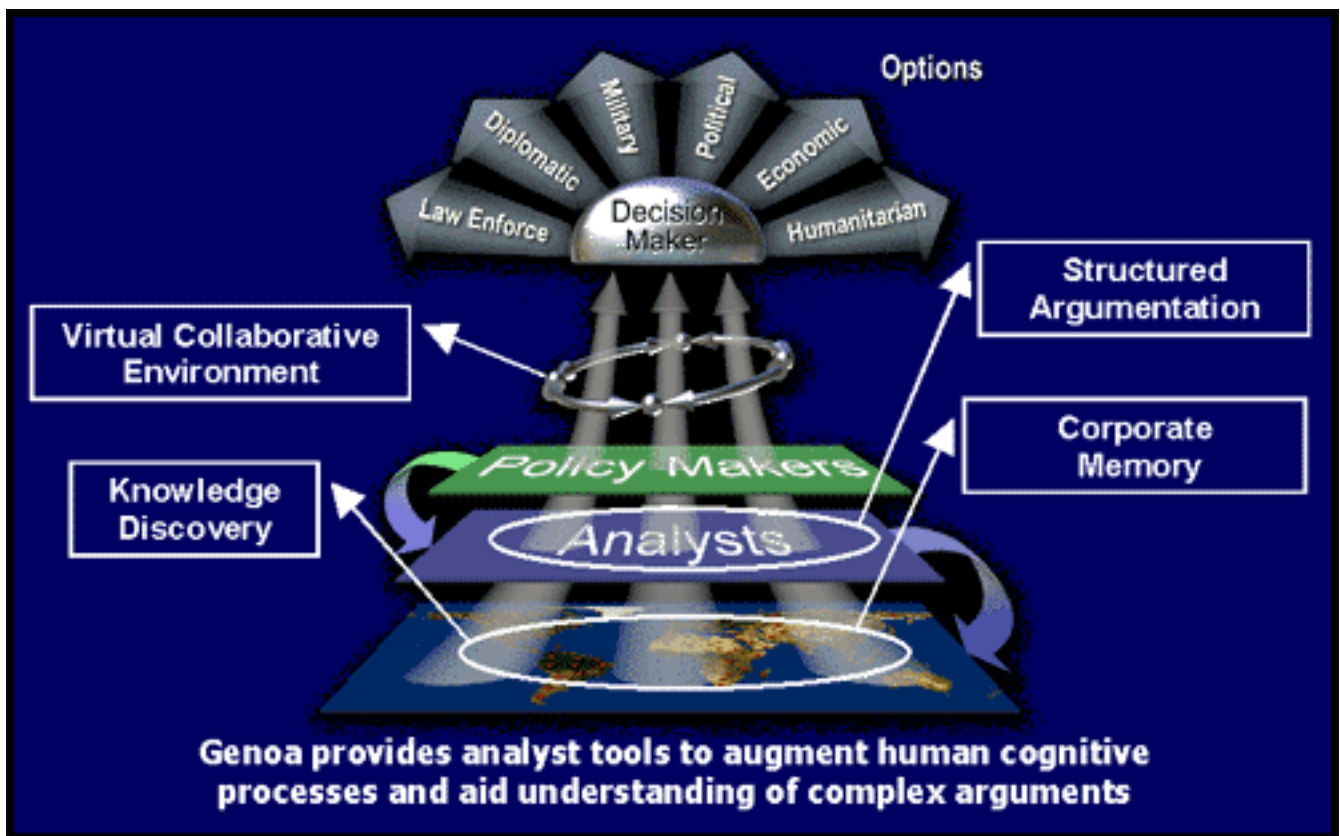 Options
Law Enforce
Diplomatic
Military
Political
Economic
Humanitarian
Decision
Maker
Structured
Argumentation
Virtual Collaborative
Environment
Corporate
Memory
Policy Makers
Knowledge
Discovery
Analysts
Genoa provides analyst tools to augment human cognitive
processes and aid understanding of complex arguments